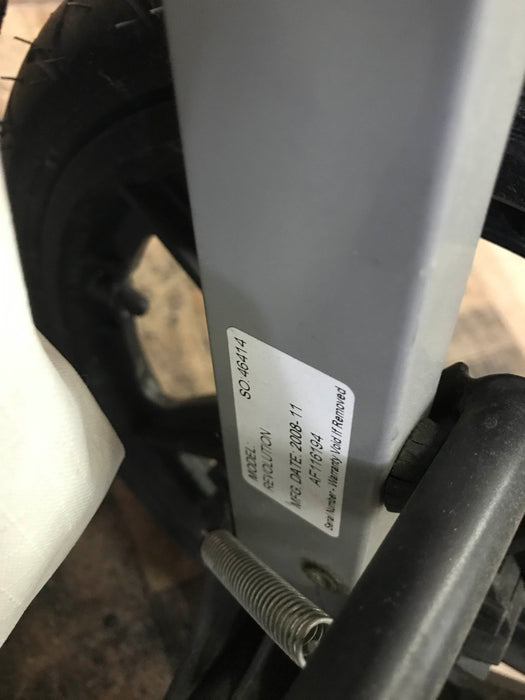 SO. 46414
MODEL:
REVOLUTION
MFG. DATE: 2008- 11
AF116194
Serial Number - Warranty Void If Removed